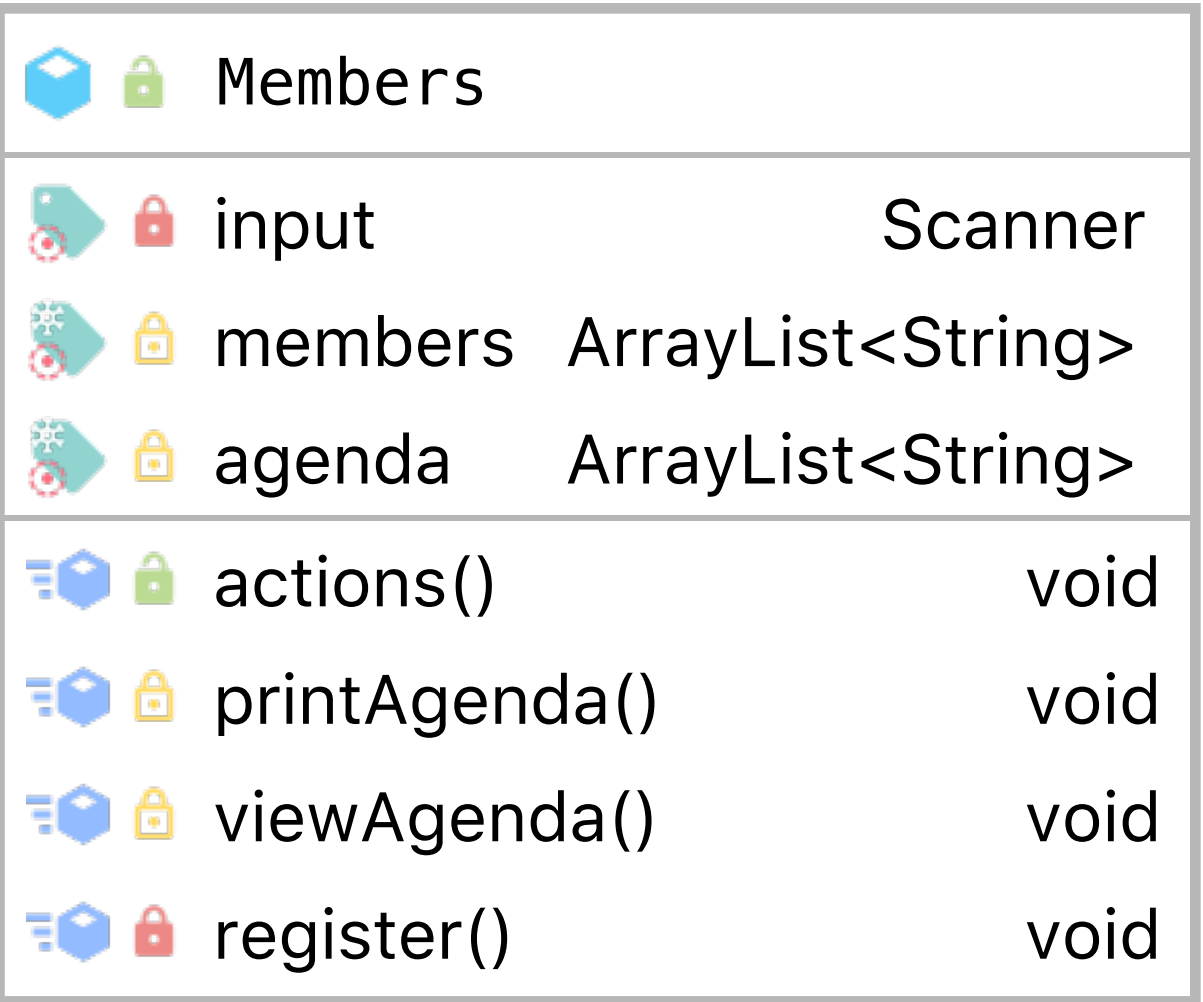 Members
input Scanner
members ArrayList<String>
agenda ArrayList<String>
actions() void
printAgenda() void
viewAgenda() void
register() void